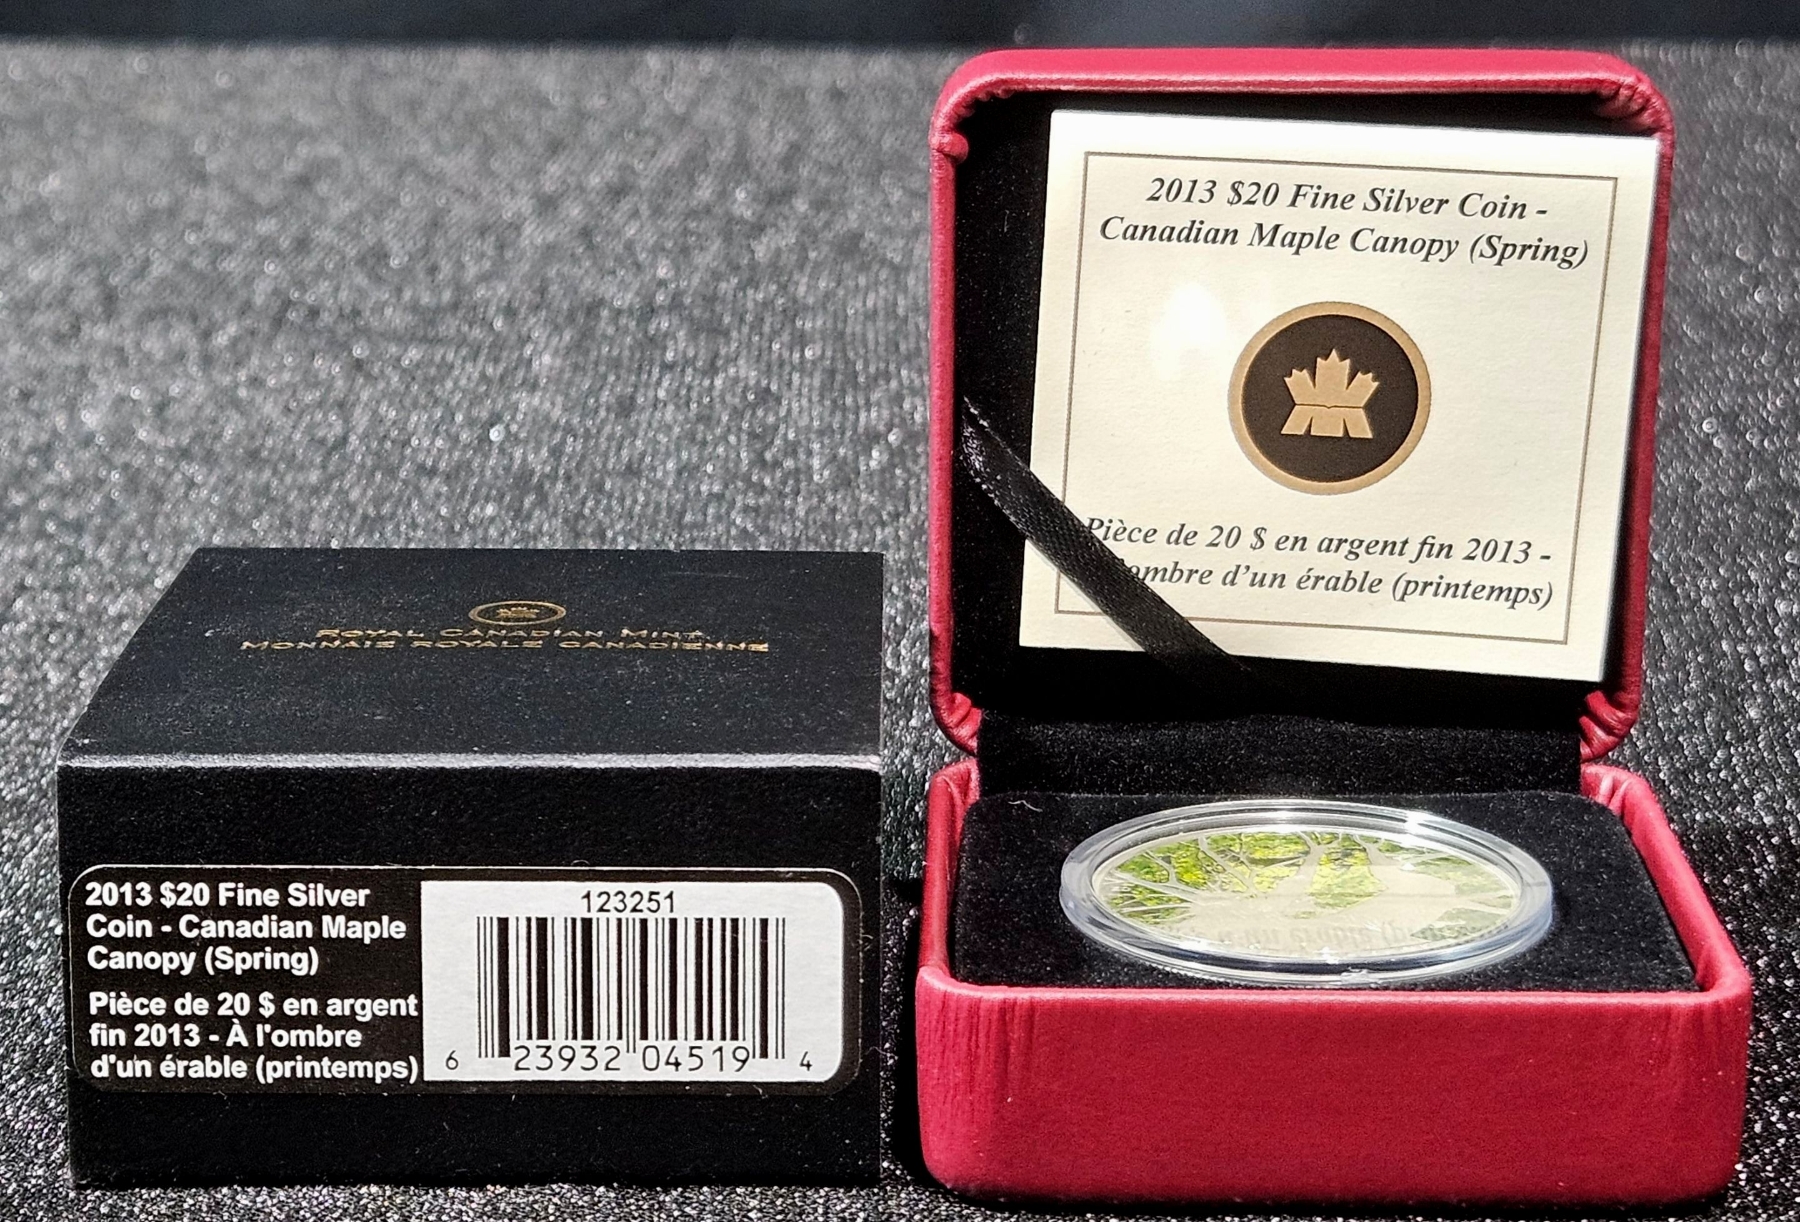 ROYAL CANADIAN MINT
MONNAIE ROYALE CANADIENNE
2013 $20 Fine Silver
Coin - Canadian Maple
Canopy (Spring)
Pièce de 20 $ en argent
fin 2013 - À l'ombre
d'un érable (printemps)
123251
6 23932 04519 4
2013 $20 Fine Silver Coin -
Canadian Maple Canopy (Spring)
Pièce de 20 $ en argent fin 2013 -
ombre d'un érable (printemps)